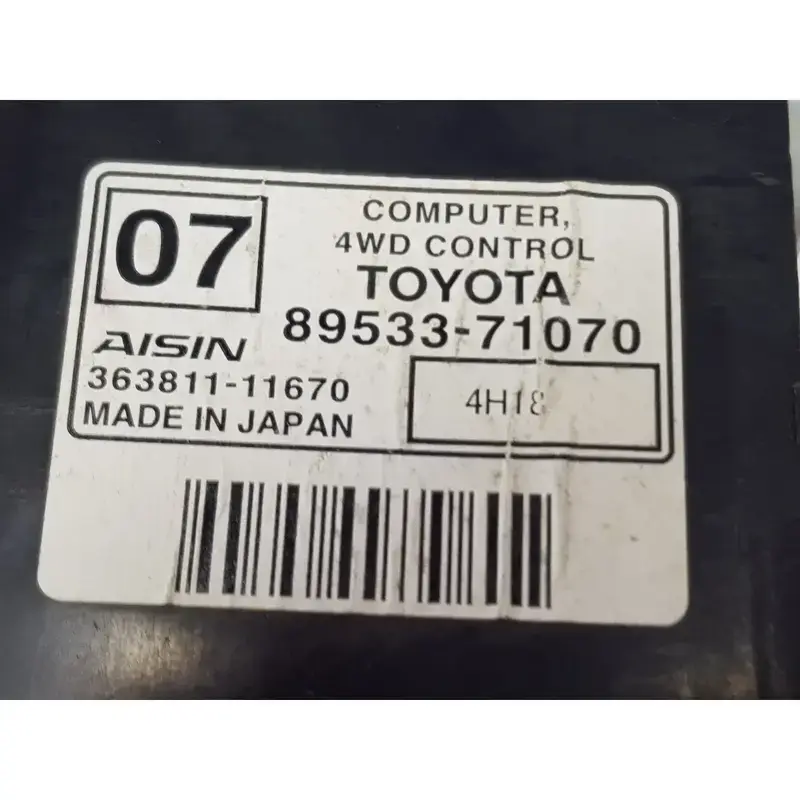 07
COMPUTER,
4WD CONTROL
TOYOTA
89533-71070
AISIN
363811-11670
4H18
MADE IN JAPAN